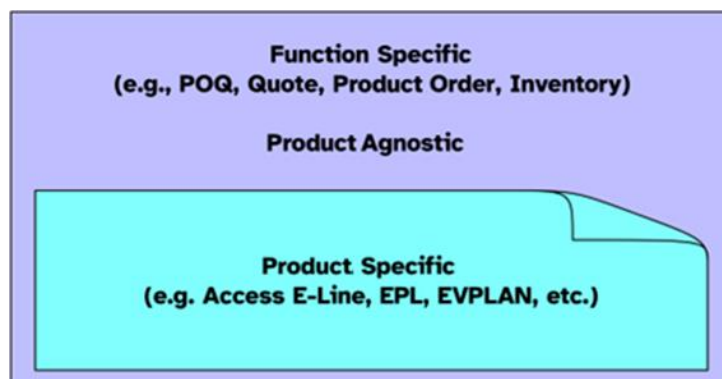 Function Specific
(e.g., POQ, Quote, Product Order, Inventory)
Product Agnostic
Product Specific
(e.g. Access E-Line, EPL, EVPLAN, etc.)